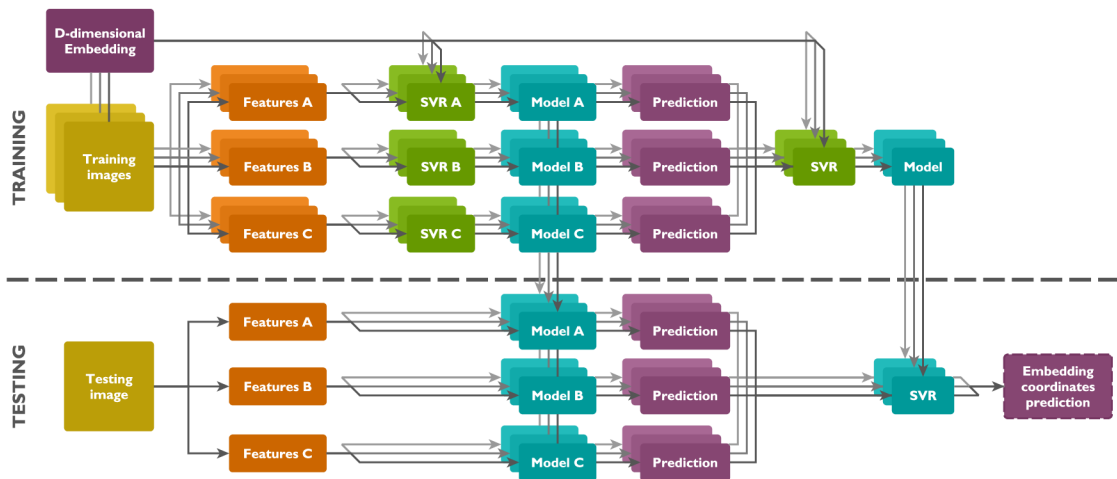 TRAINING
D-dimensional
Embedding
Training
images
Features A
SVR A
Model A
Prediction
Features B
SVR B
Model B
Prediction
SVR
Model
Features C
SVR C
Model C
Prediction
TESTING
Testing
image
Features A
Model A
Prediction
Features B
Model B
Prediction
SVR
Embedding
coordinates
prediction
Features C
Model C
Prediction